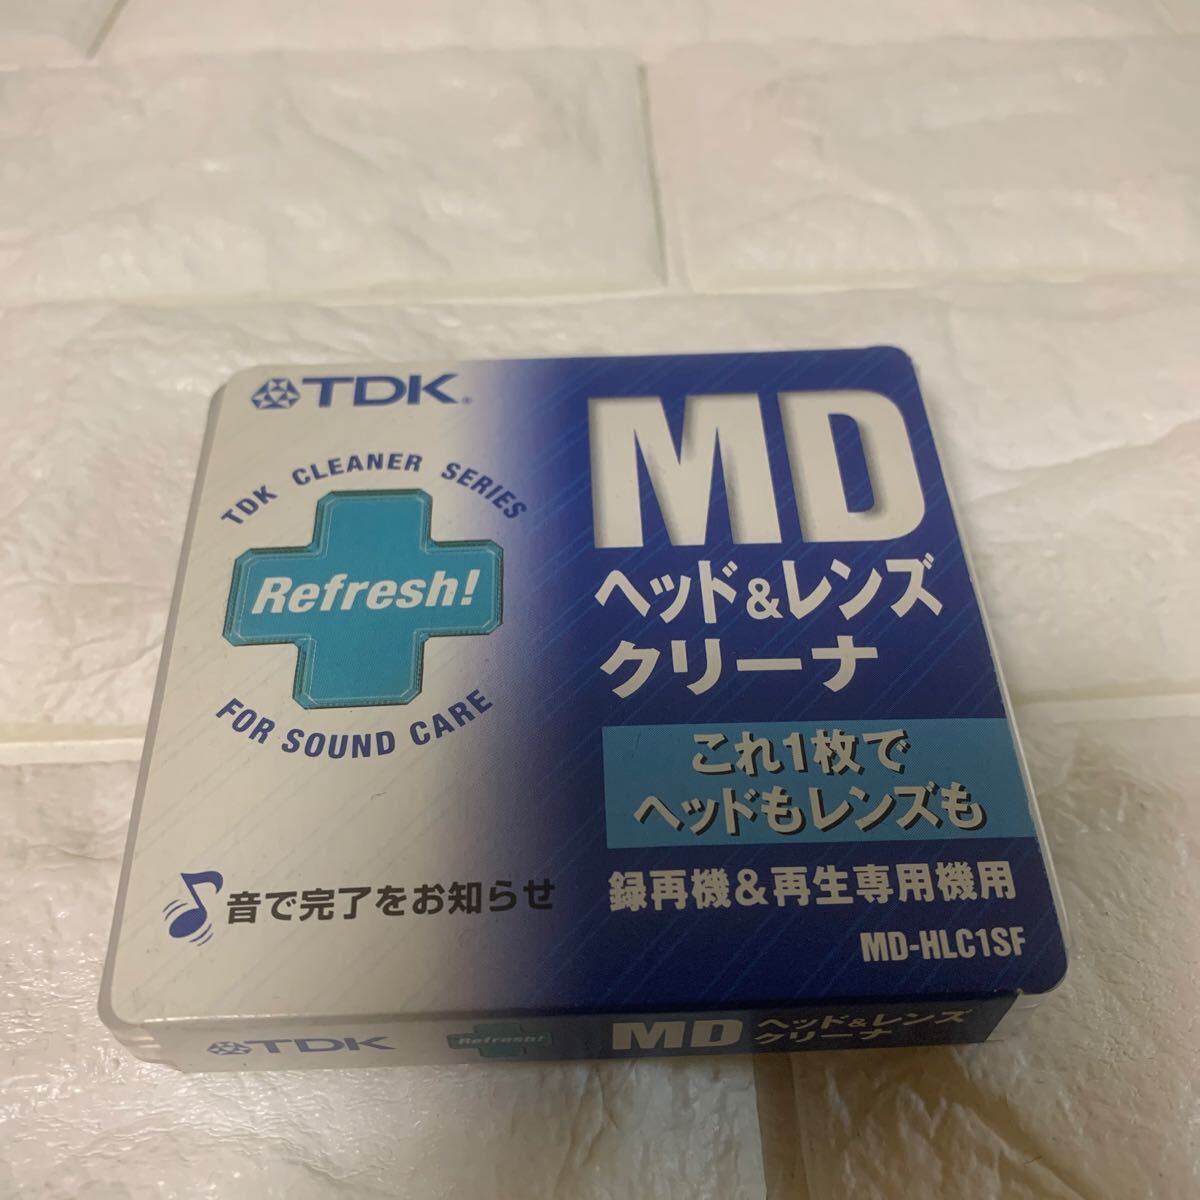 TDK
TDK CLEANER SERIES
Refresh!
FOR SOUND CARE
音で完了をお知らせ
MD
ヘッド&レンズ
クリーナ
これ1枚で
ヘッドもレンズも
録再機&再生専用機用
MD-HLC1SF
TDK
Refresh!
MD
ヘッド&レンズ
クリーナ